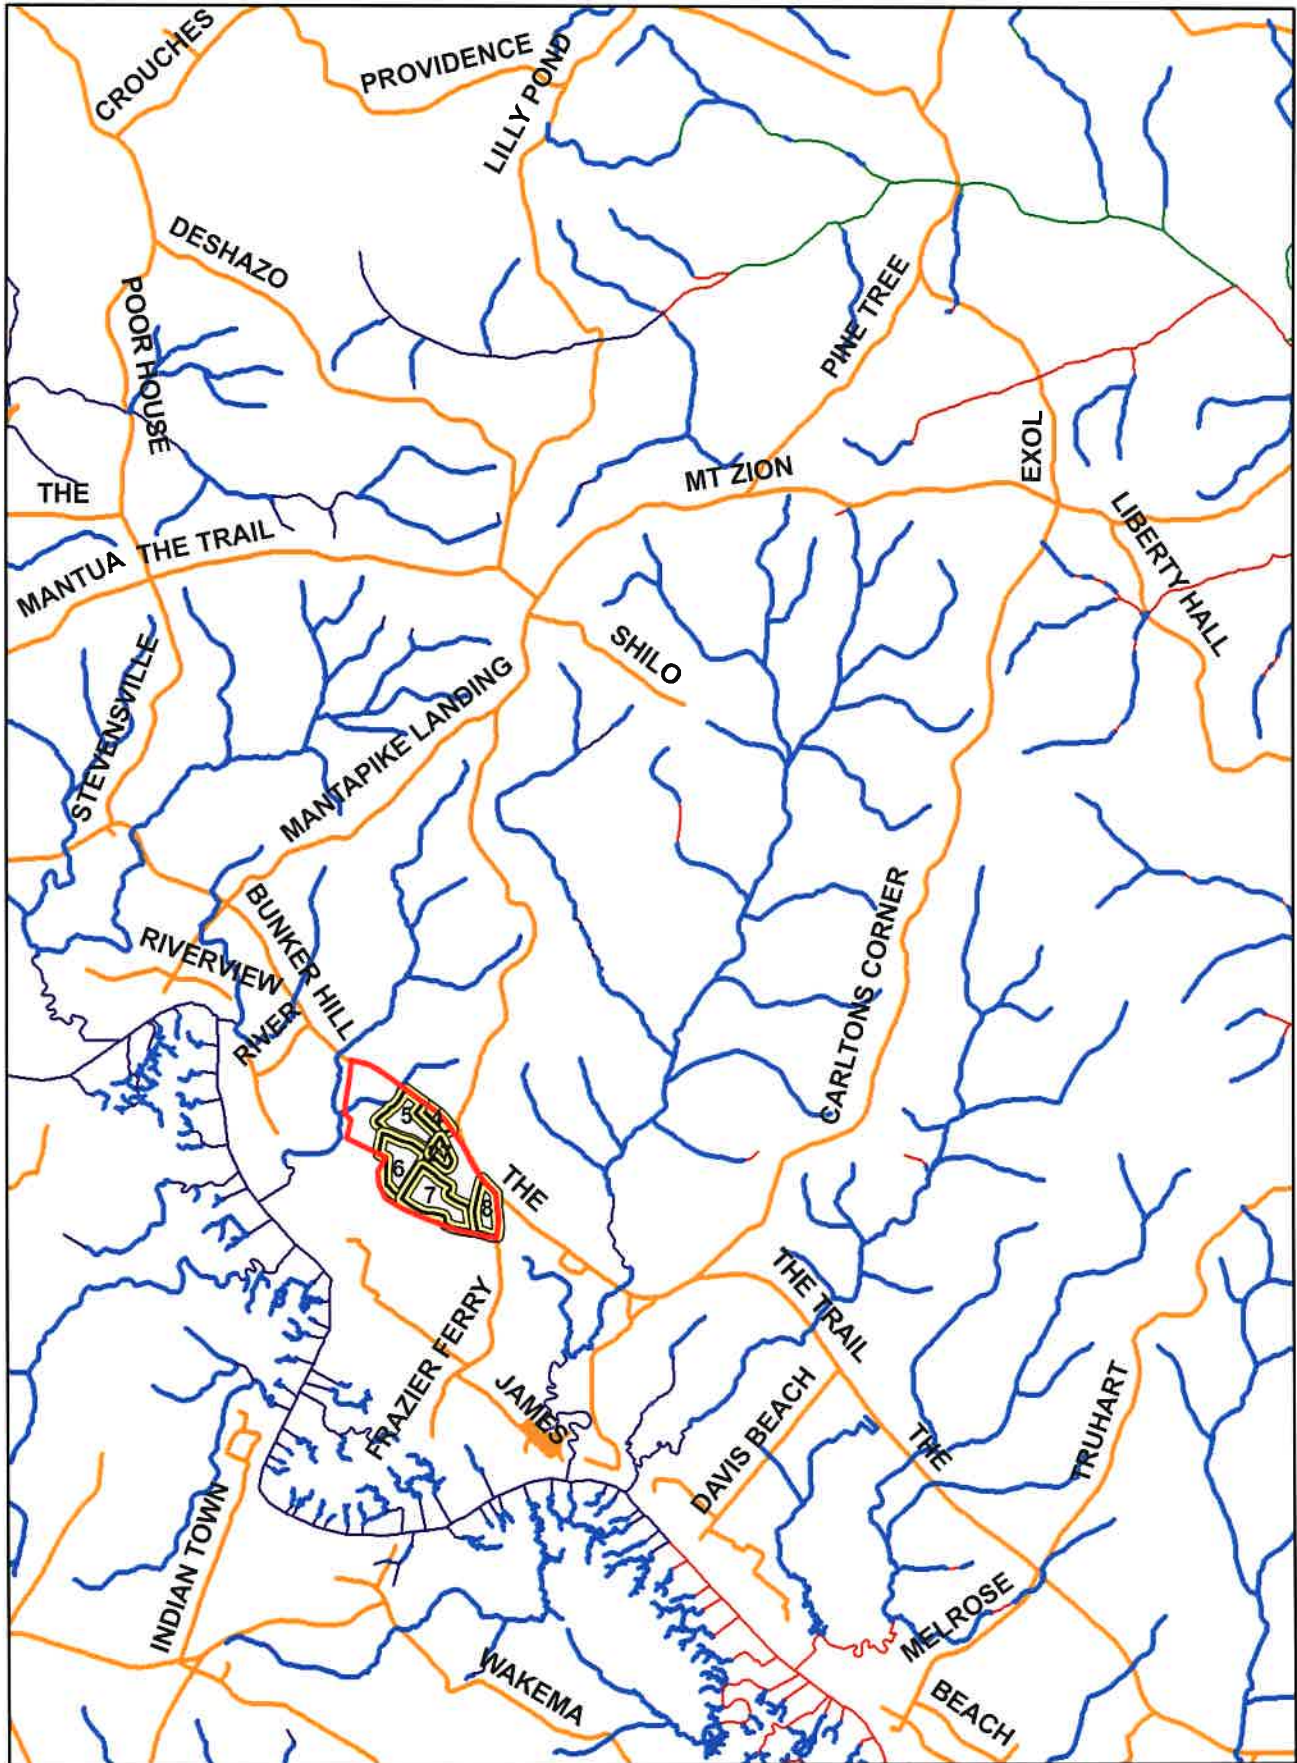 CROUCHES
PROVIDENCE
LILLY POND
DESHAZO
POOR HOUSE
PINE TREE
EXOL
MT ZION
THE
LIBERTY HALL
MANTUA
THE TRAIL
SHILO
STEVENSVILLE
MANTAPIKE LANDING
CARLTONS CORNER
BUNKER HILL
RIVERVIEW
RIVER
5
4
6
7
8
THE
THE TRAIL
FRAZIER FERRY
JAMES
DAVIS BEACH
THE
TRUHART
INDIAN TOWN
MELROSE
WAKEMA
BEACH